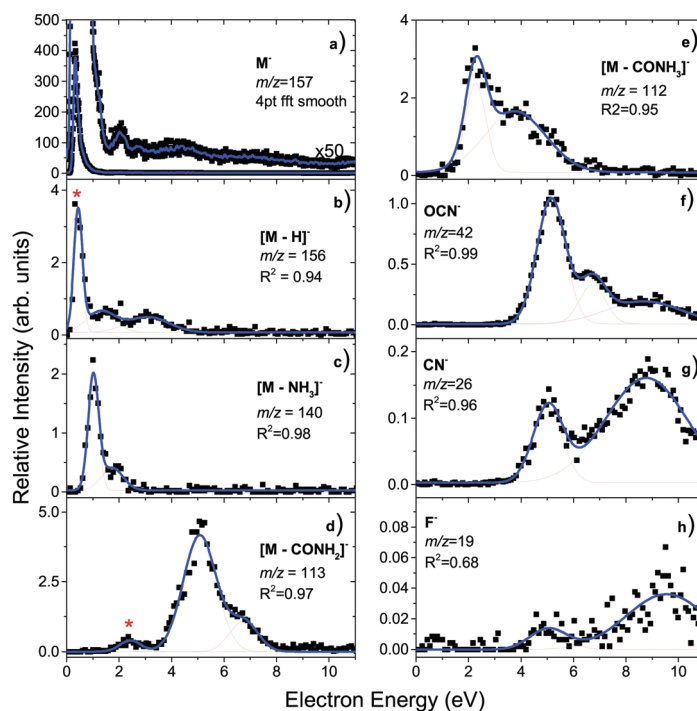 Relative Intensity (arb. units)
500
400
300
200
100
0
a)
M-
m/z=157
4pt fft smooth
x50
4
2
0
*
b)
[M - H]-
m/z = 156
R² = 0.94
2
1
0
c)
[M - NH₃]-
m/z = 140
R²=0.98
5.0
2.5
0.0
*
d)
[M - CONH₂]-
m/z = 113
R²=0.97
0 2 4 6 8 10
4
2
0
e)
[M - CONH₃]-
m/z = 112
R2=0.95
1.0
0.5
0.0
f)
OCN-
m/z=42
R²=0.99
0.2
0.1
0.0
g)
CN-
m/z=26
R²=0.96
0.08
0.06
0.04
0.02
0.00
h)
F-
m/z=19
R²=0.68
0 2 4 6 8 10
Electron Energy (eV)